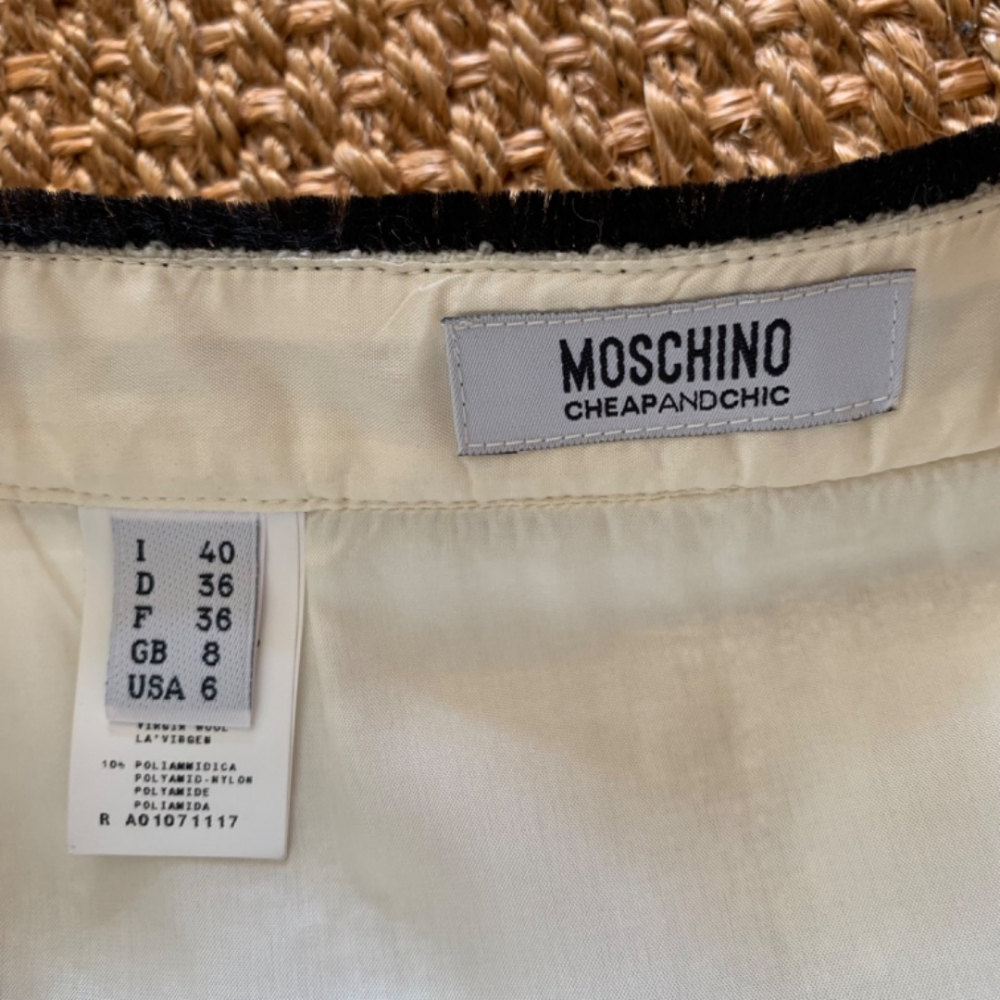 MOSCHINO
CHEAPANDCHIC
I 40
D 36
F 36
GB 8
USA 6
VIRGIN WOOL
LA'VIRGEN
10% POLIAMMIDICA
POLYAMID-NYLON
POLYAMIDE
POLIAMIDA
R A01071117